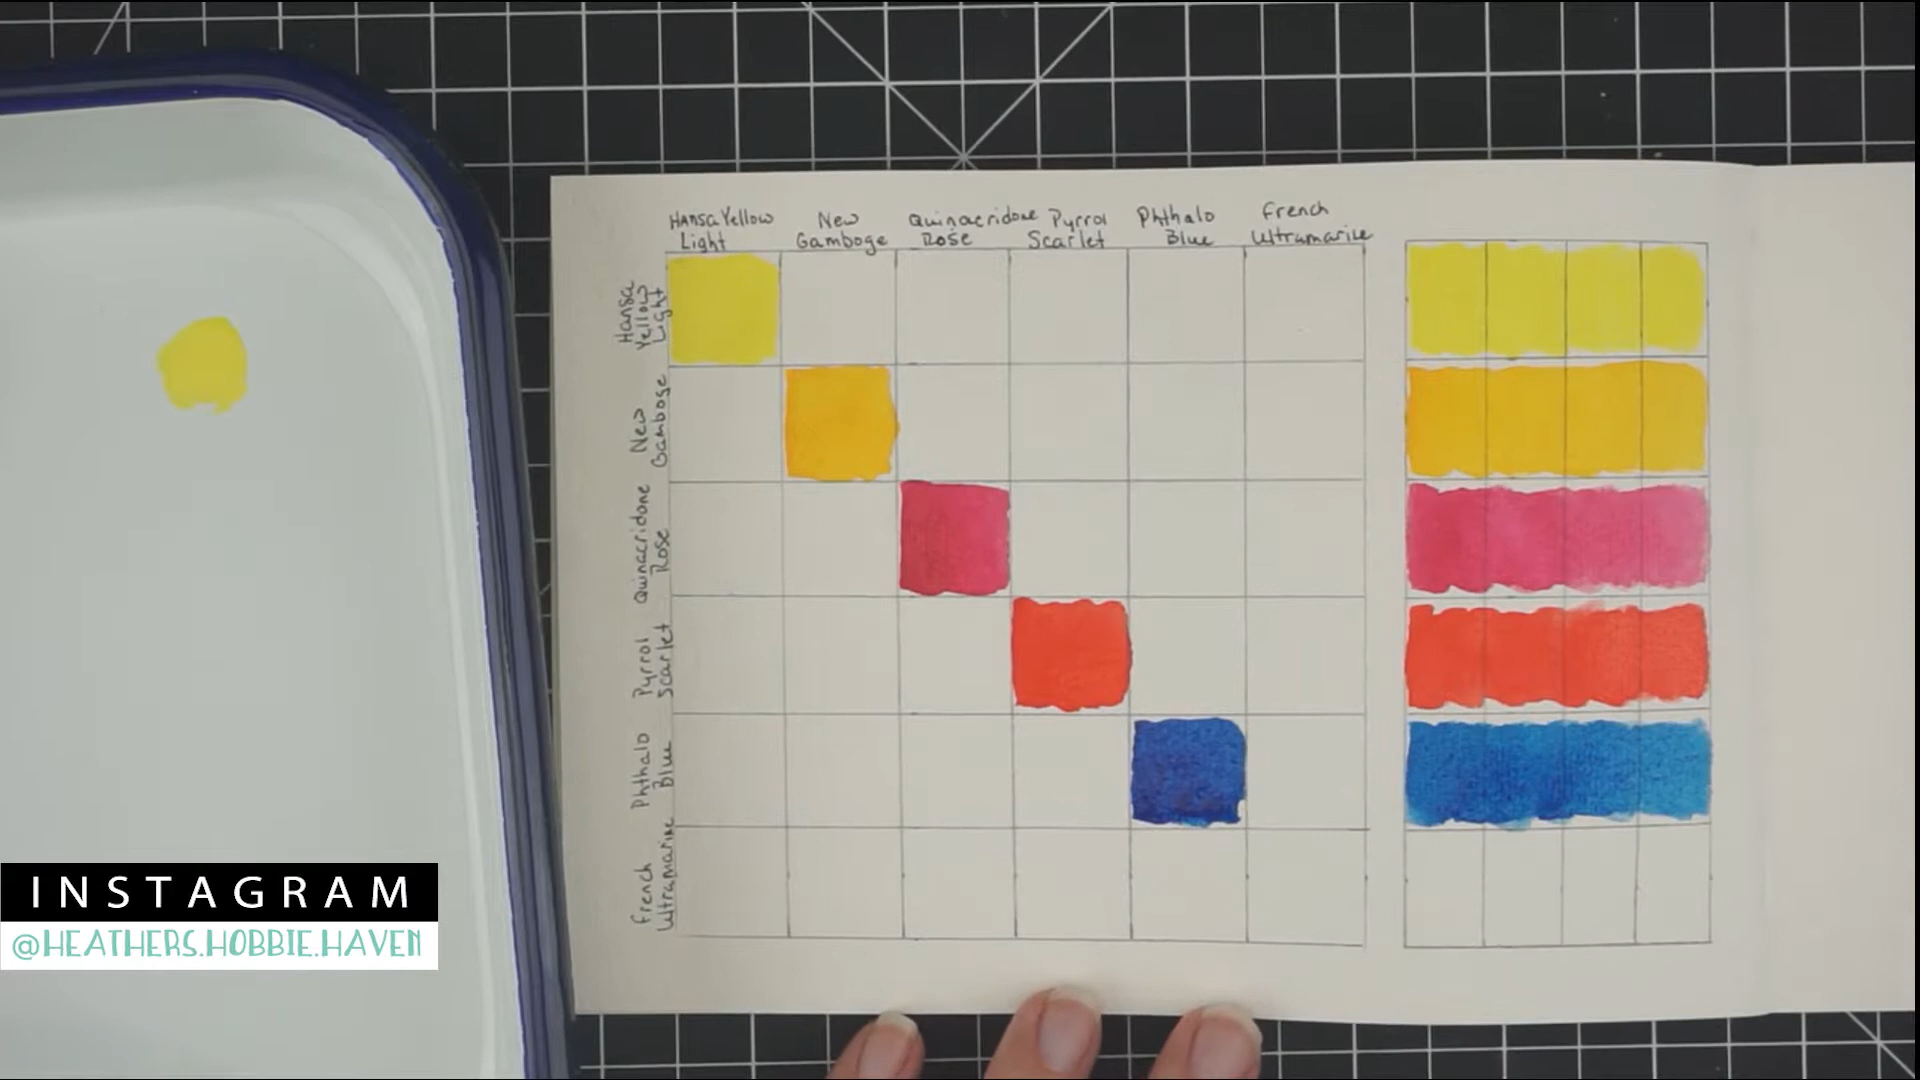 Hansa Yellow
Light
New
Gamboge
Quinacridone
Rose
Pyrrol
Scarlet
Phthalo
Blue
French
Ultramarine
Hansa
Yellow
Light
New
Gamboge
Quinacridone
Rose
Pyrrol
Scarlet
Phthalo
Blue
French
Ultramarine
INSTAGRAM
@HEATHERS.HOBBIE.HAVEN